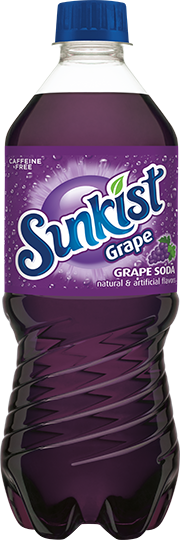 CAFFEINE
FREE
Sunkist
Grape
GRAPE SODA
natural & artificial flavors